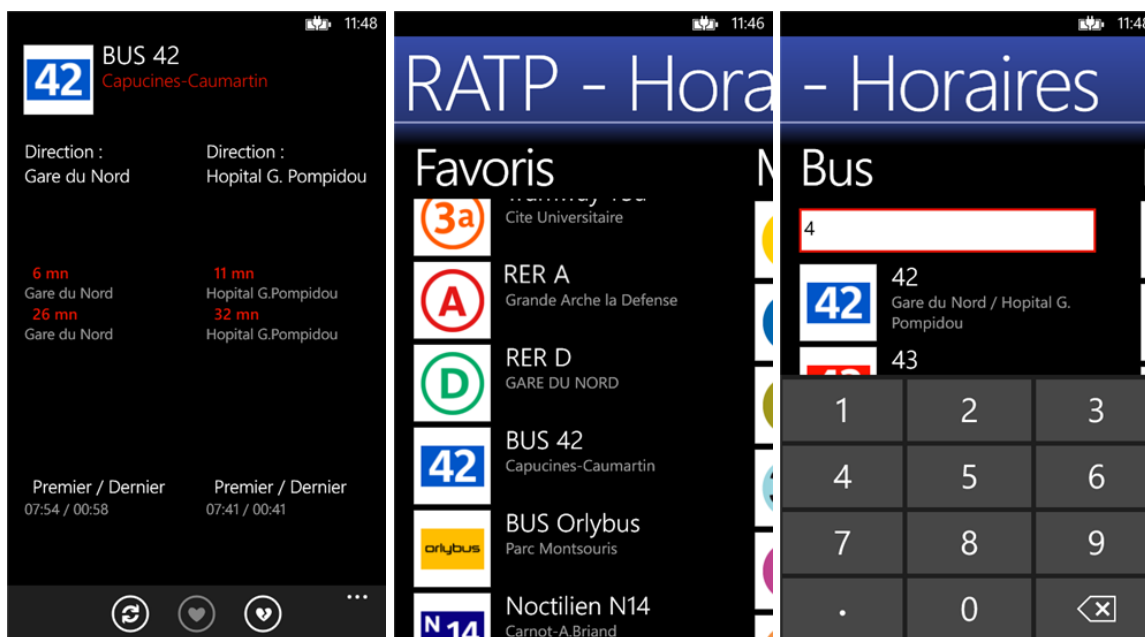 11:48
42
BUS 42
Capucines-Caumartin
Direction :
Gare du Nord
Direction :
Hopital G. Pompidou
6 mn
Gare du Nord
26 mn
Gare du Nord
11 mn
Hopital G.Pompidou
32 mn
Hopital G.Pompidou
Premier / Dernier
07:54 / 00:58
Premier / Dernier
07:41 / 00:41
...
11:46
RATP - Hora
Favoris
M
3a
Tramway T3a
Cite Universitaire
A
RER A
Grande Arche la Defense
D
RER D
GARE DU NORD
42
BUS 42
Capucines-Caumartin
orlybus
BUS Orlybus
Parc Montsouris
N
14
Noctilien N14
Carnot-A.Briand
11:48
- Horaires
Bus
4
42
42
Gare du Nord / Hopital G.
Pompidou
43
43
1 2 3
4 5 6
7 8 9
. 0